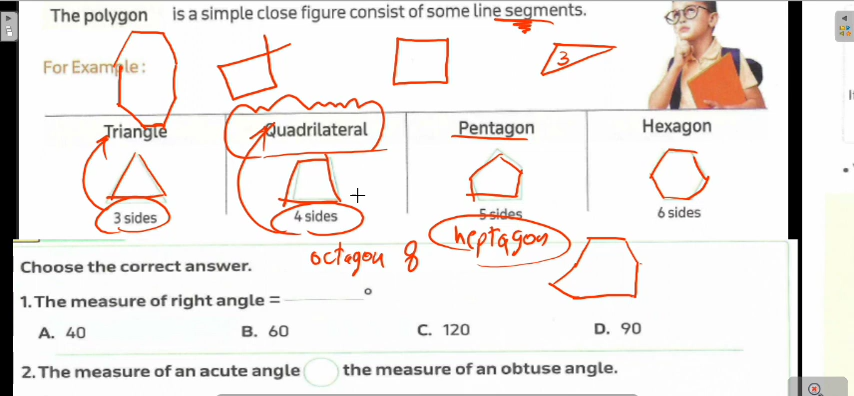 The polygon is a simple close figure consist of some line segments.
For Example:
3
Triangle Quadrilateral Pentagon Hexagon
3 sides 4 sides 5 sides 6 sides
octagon 8 heptagon
Choose the correct answer.
1. The measure of right angle = °
A. 40 B. 60 C. 120 D. 90
2. The measure of an acute angle the measure of an obtuse angle.